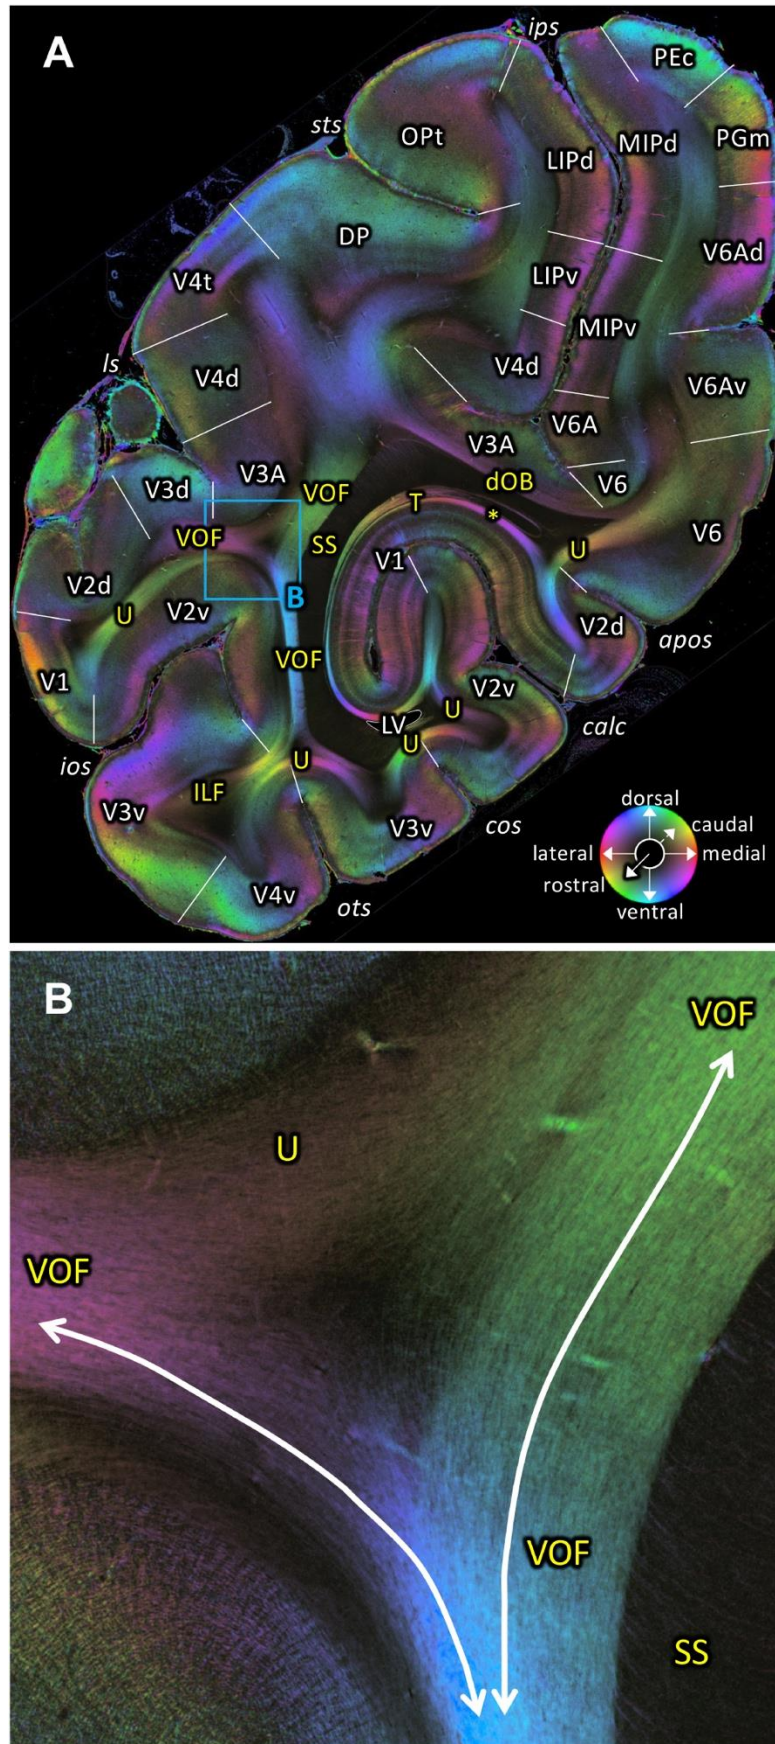 A
ips
PEc
sts
OPt
LIPd
MIPd
PGm
DP
V6Ad
V4t
LIPv
MIPv
ls
V4d
V4d
V6Av
V3A
V6A
V3d
V3A
VOF
dOB
V6
VOF
SS
T
*
V6
V1
U
V2d
B
V2v
V2d
U
apos
V1
VOF
V2v
U
LV
calc
ios
U
U
ILF
V3v
V3v
cos
dorsal
caudal
lateral
medial
rostral
ventral
V4v
ots
B
VOF
U
VOF
VOF
SS